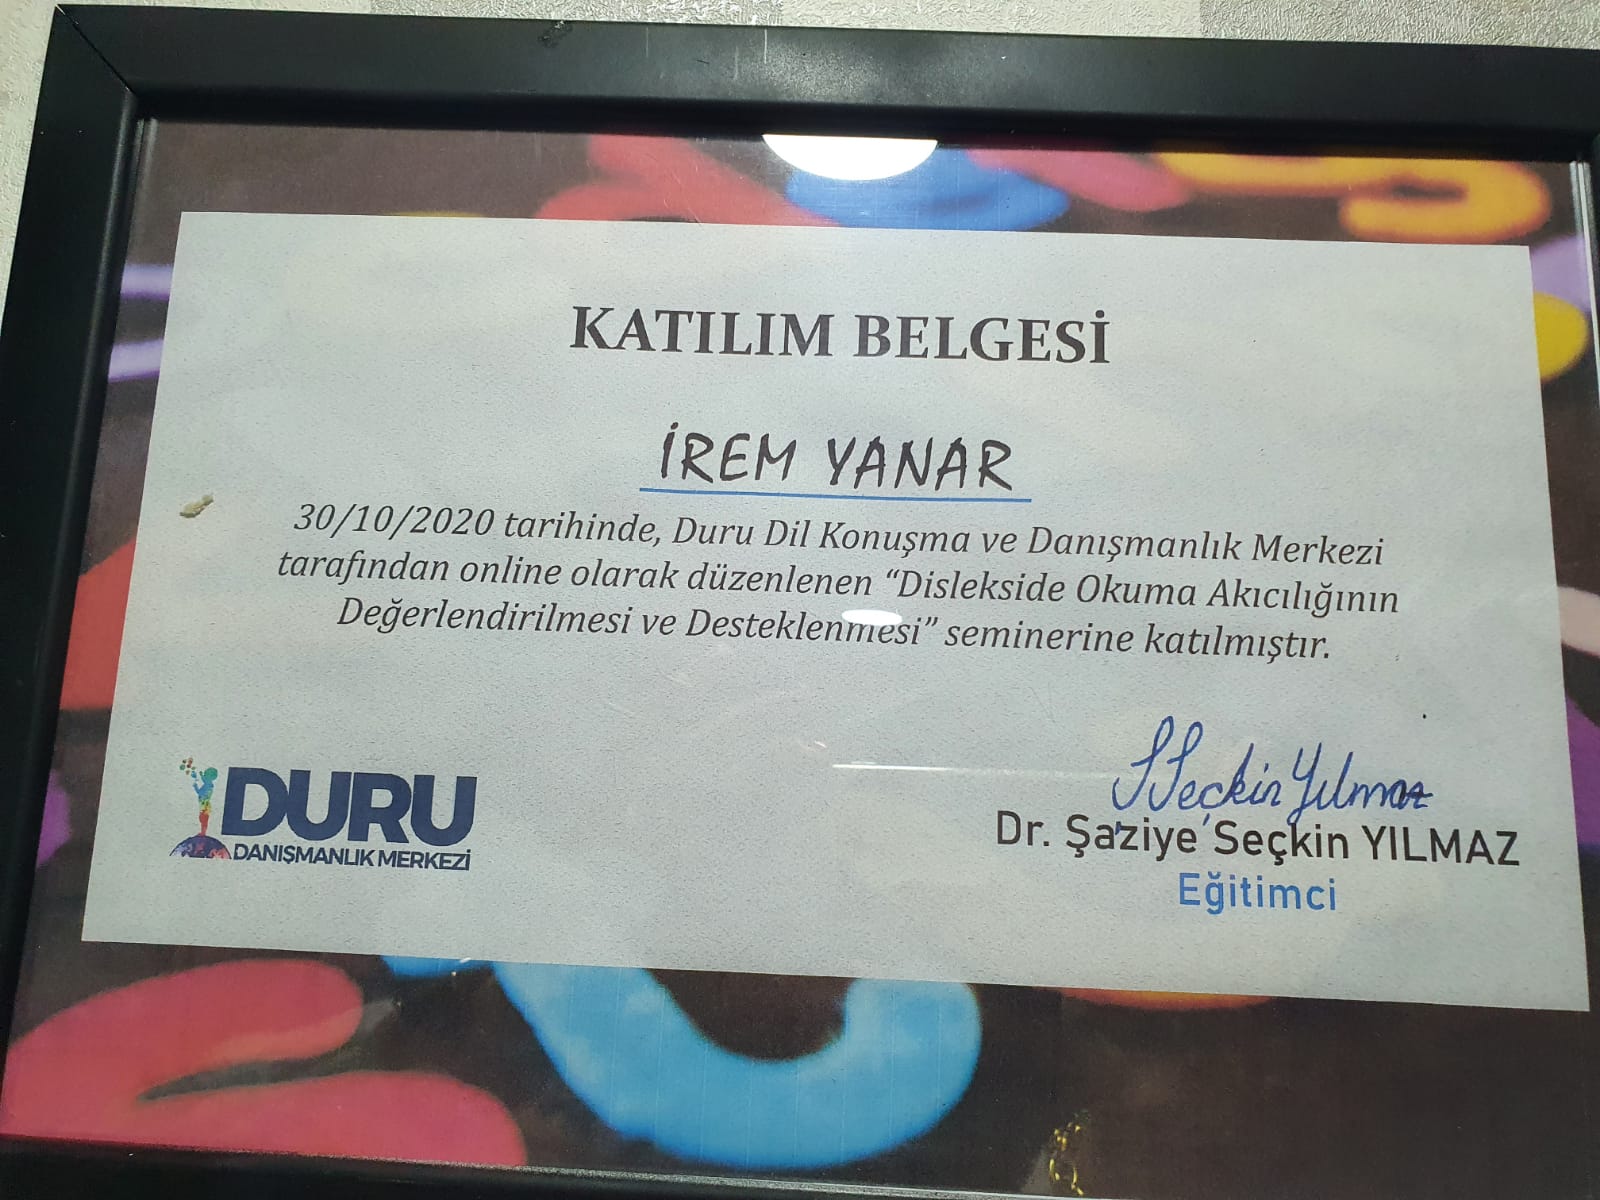 KATILIM BELGESİ
İREM YANAR
30/10/2020 tarihinde, Duru Dil Konuşma ve Danışmanlık Merkezi
tarafından online olarak düzenlenen “Dislekside Okuma Akıcılığının
Değerlendirilmesi ve Desteklenmesi” seminerine katılmıştır.
DURU
DANIŞMANLIK MERKEZİ
SSeçkin Yılmaz
Dr. Şaziye Seçkin YILMAZ
Eğitimci